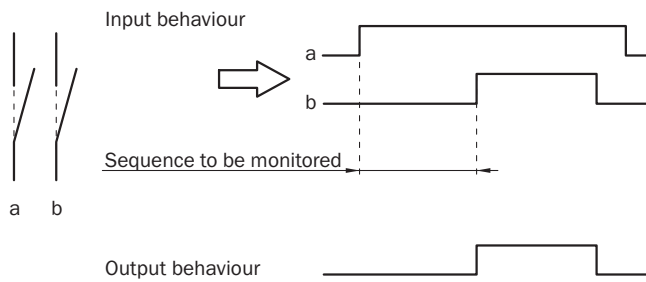 Input behaviour
a
b
Sequence to be monitored
a b
Output behaviour